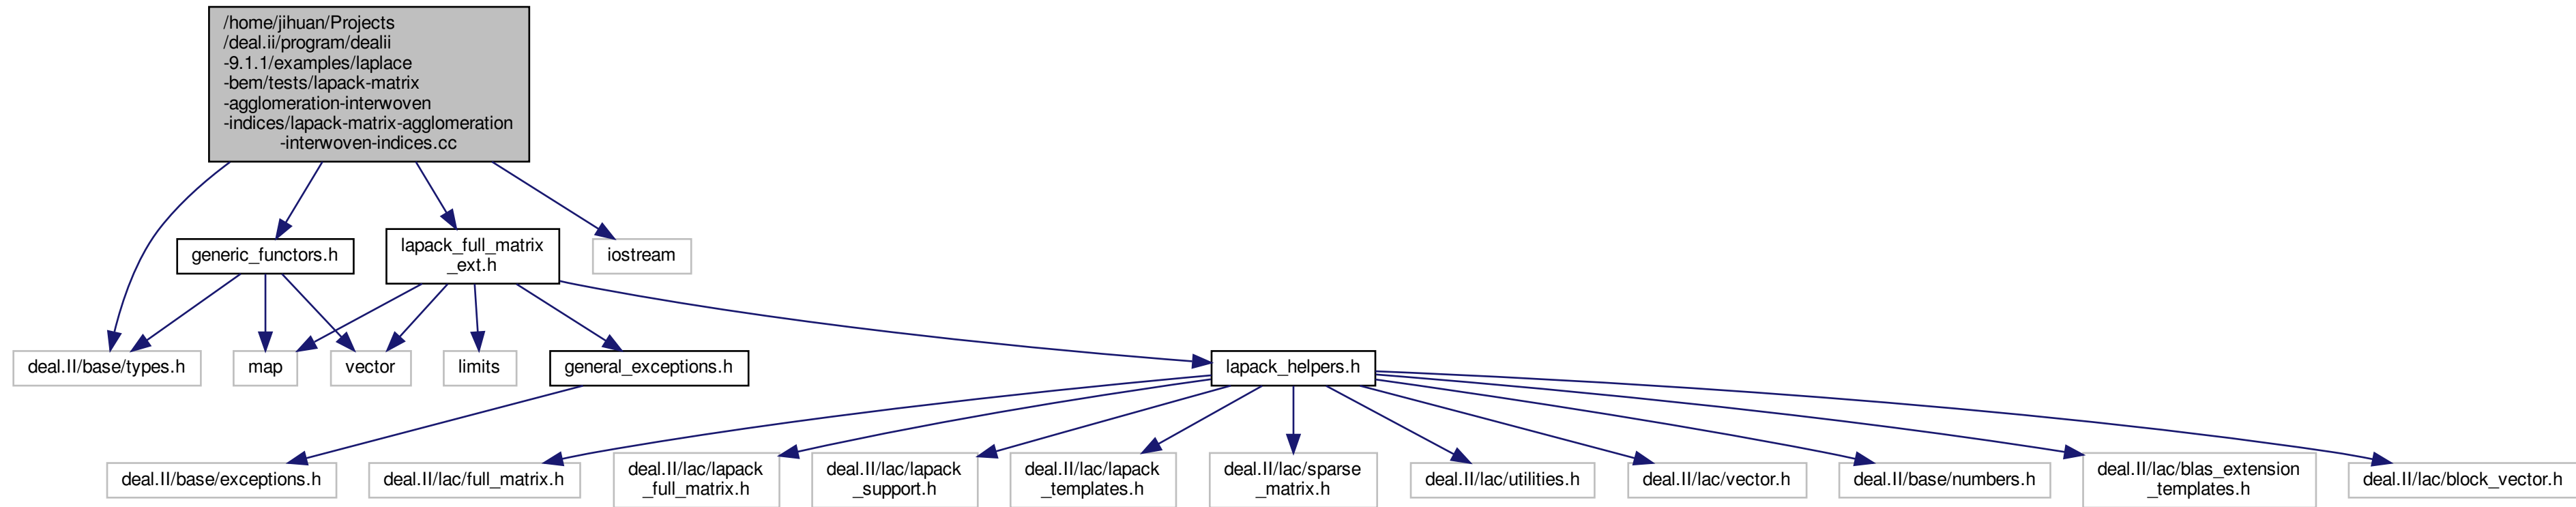 /home/jihuan/Projects
/deal.ii/program/dealii
-9.1.1/examples/laplace
-bem/tests/lapack-matrix
-agglomeration-interwoven
-indices/lapack-matrix-agglomeration
-interwoven-indices.cc
generic_functors.h
lapack_full_matrix
_ext.h
iostream
deal.II/base/types.h
map
vector
limits
general_exceptions.h
lapack_helpers.h
deal.II/base/exceptions.h
deal.II/lac/full_matrix.h
deal.II/lac/lapack
_full_matrix.h
deal.II/lac/lapack
_support.h
deal.II/lac/lapack
_templates.h
deal.II/lac/sparse
_matrix.h
deal.II/lac/utilities.h
deal.II/lac/vector.h
deal.II/base/numbers.h
deal.II/lac/blas_extension
_templates.h
deal.II/lac/block_vector.h